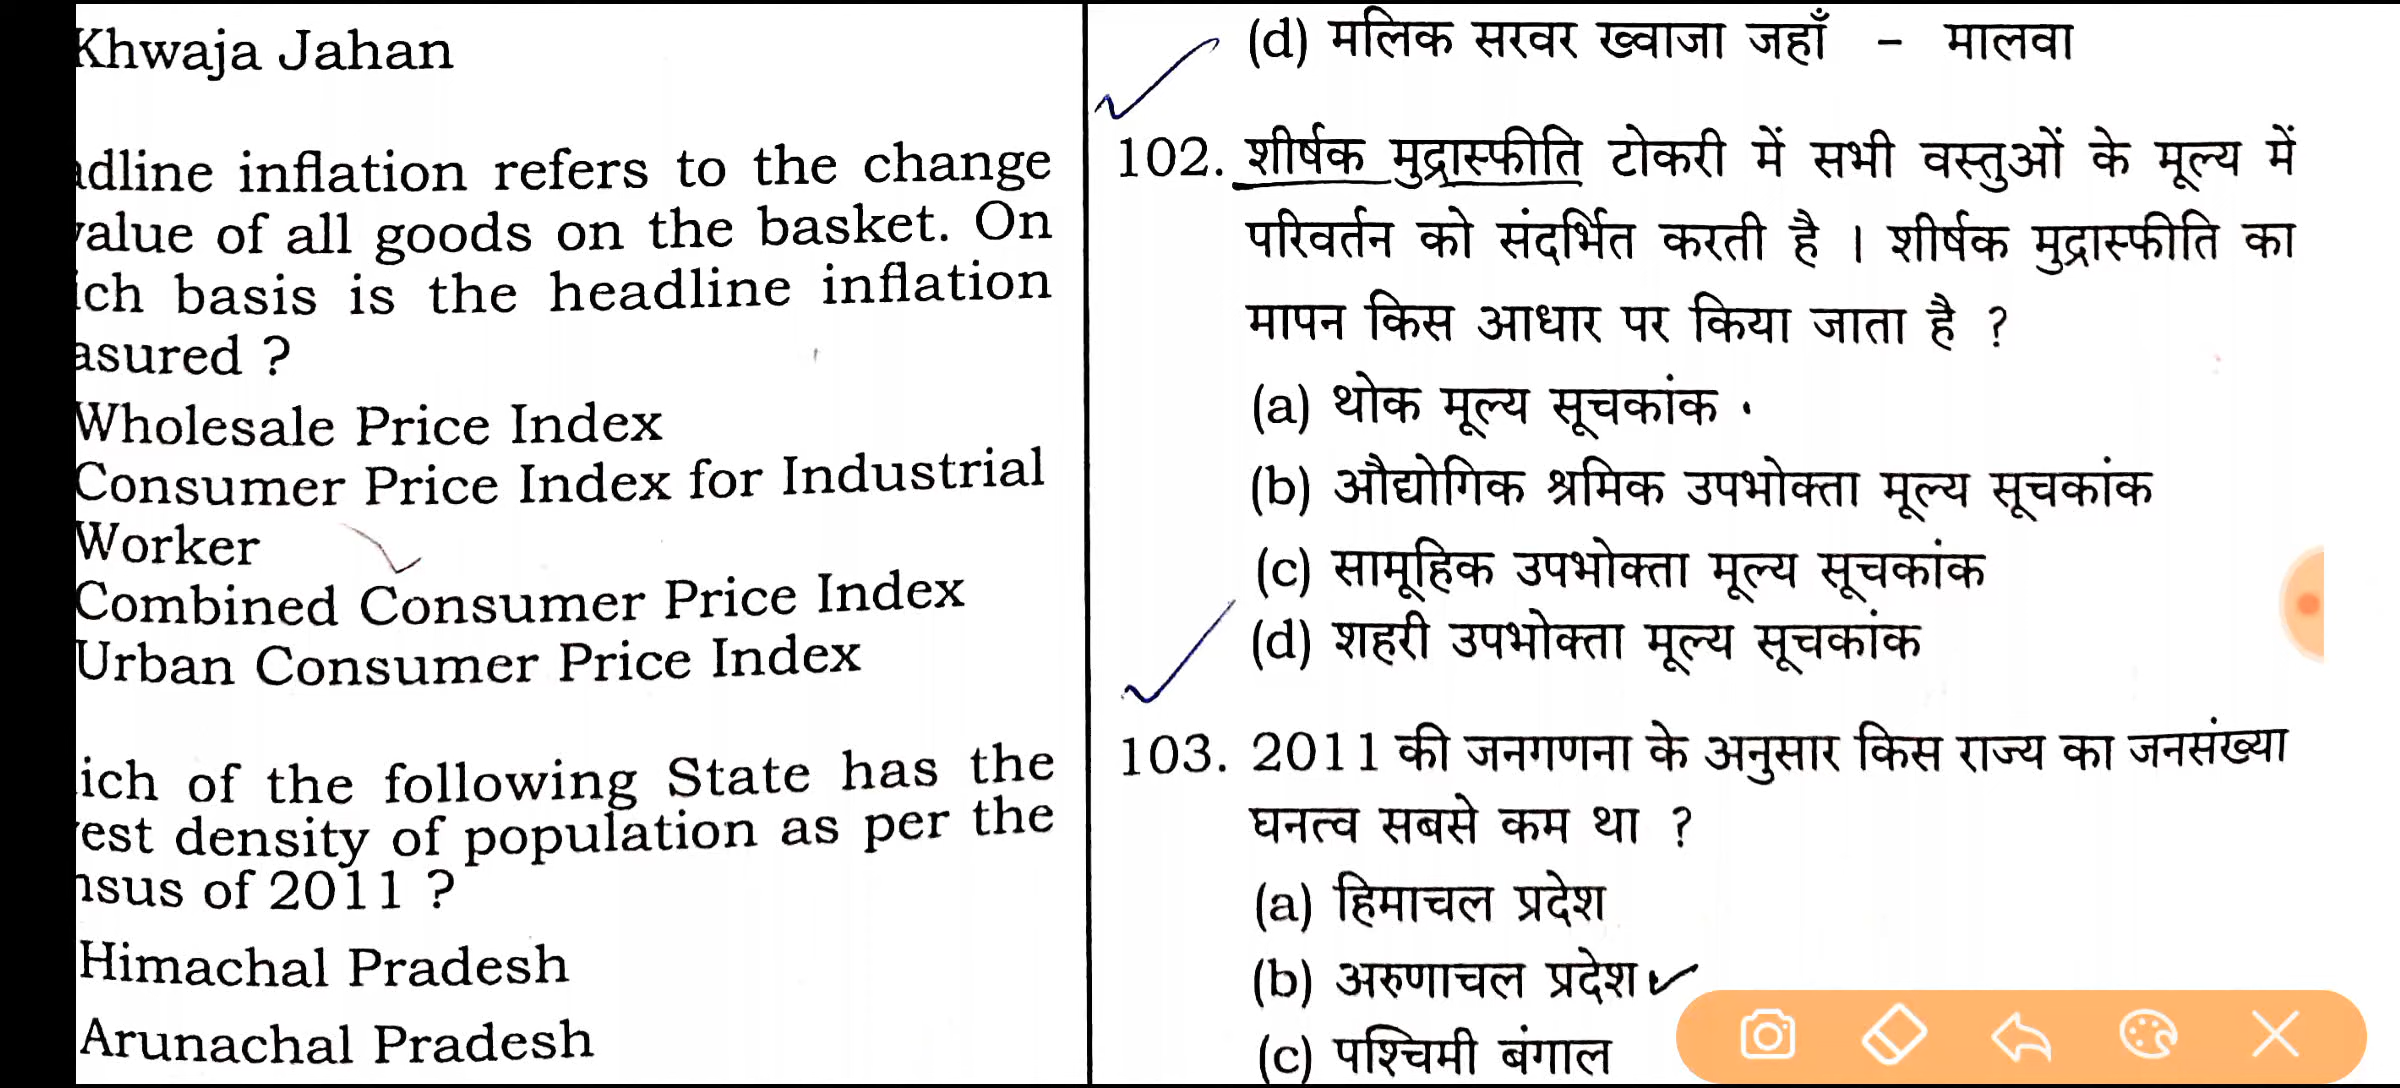 Khwaja Jahan
adline inflation refers to the change
value of all goods on the basket. On
ich basis is the headline inflation
asured ?
Wholesale Price Index
Consumer Price Index for Industrial
Worker
Combined Consumer Price Index
Urban Consumer Price Index
ich of the following State has the
est density of population as per the
nsus of 2011 ?
Himachal Pradesh
Arunachal Pradesh
(d) मलिक सरवर ख्वाजा जहाँ - मालवा
102. शीर्षक मुद्रास्फीति टोकरी में सभी वस्तुओं के मूल्य में
परिवर्तन को संदर्भित करती है । शीर्षक मुद्रास्फीति का
मापन किस आधार पर किया जाता है ?
(a) थोक मूल्य सूचकांक
(b) औद्योगिक श्रमिक उपभोक्ता मूल्य सूचकांक
(c) सामूहिक उपभोक्ता मूल्य सूचकांक
(d) शहरी उपभोक्ता मूल्य सूचकांक
103. 2011 की जनगणना के अनुसार किस राज्य का जनसंख्या
घनत्व सबसे कम था ?
(a) हिमाचल प्रदेश
(b) अरुणाचल प्रदेश
(c) पश्चिमी बंगाल